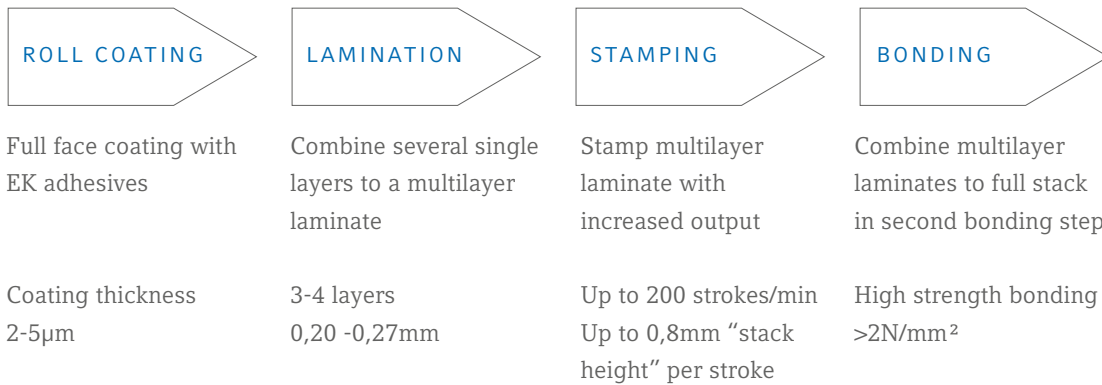 ROLL COATING
LAMINATION
STAMPING
BONDING
Full face coating with
EK adhesives
Combine several single
layers to a multilayer
laminate
Stamp multilayer
laminate with
increased output
Combine multilayer
laminates to full stack
in second bonding step
Coating thickness
2-5µm
3-4 layers
0,20 -0,27mm
Up to 200 strokes/min
Up to 0,8mm “stack
height” per stroke
High strength bonding
>2N/mm²